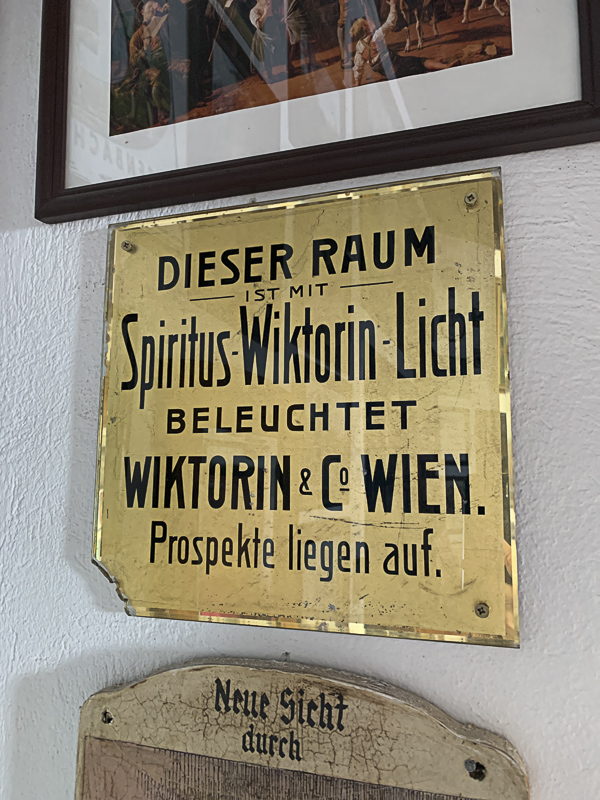 DIESER RAUM
IST MIT
Spiritus-Wiktorin-Licht
BELEUCHTET
WIKTORIN & Co WIEN.
Prospekte liegen auf.
Neue Sicht
durch